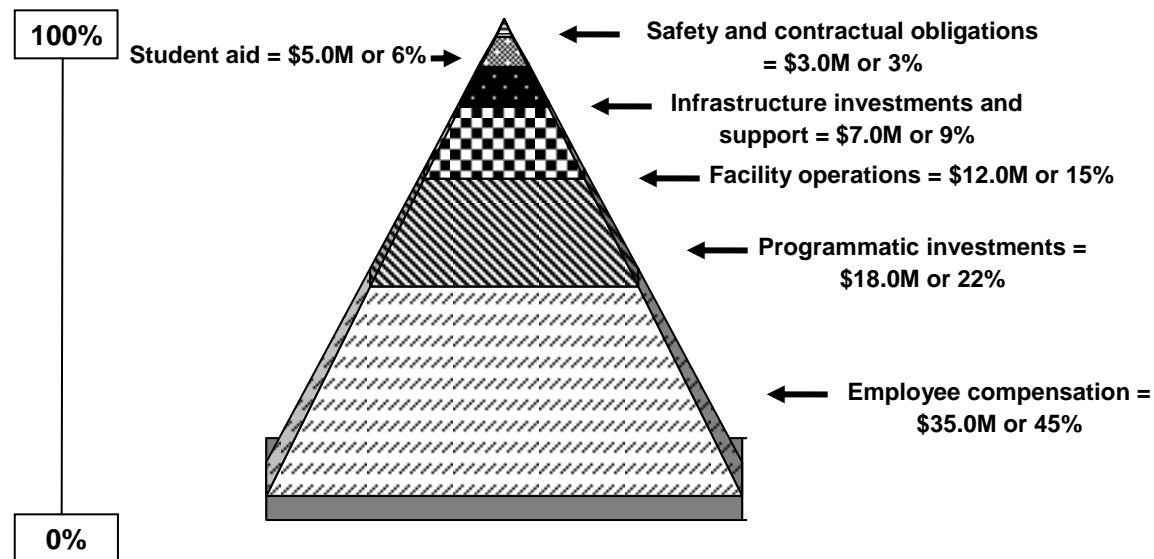 100%
Student aid = $5.0M or 6%
Safety and contractual obligations
= $3.0M or 3%
Infrastructure investments and
support = $7.0M or 9%
Facility operations = $12.0M or 15%
Programmatic investments =
$18.0M or 22%
Employee compensation =
$35.0M or 45%
0%